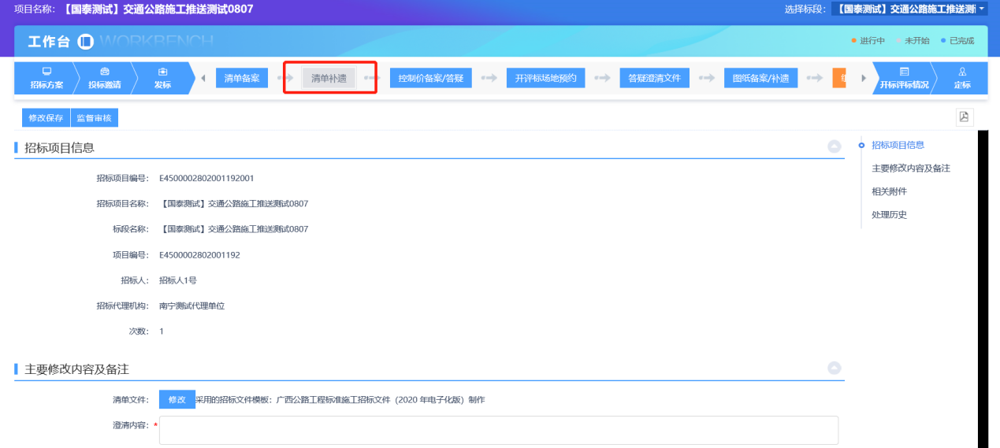 项目名称: 【国泰测试】交通公路施工推送测试0807 选择标段: 【国泰测试】交通公路施工推送测
工作台 WORKBENCH 进行中 未开始 已完成
招标方案 投标邀请 发标 清单备案 清单补遗 控制价备案/答疑 开评标场地预约 答疑澄清文件 图纸备案/补遗 开标评标情况 定标
修改保存 监督审核
招标项目信息
招标项目编号: E4500002802001192001
招标项目名称: 【国泰测试】交通公路施工推送测试0807
标段名称: 【国泰测试】交通公路施工推送测试0807
项目编号: E4500002802001192
招标人: 招标人1号
招标代理机构: 南宁测试代理单位
次数: 1
主要修改内容及备注
清单文件: 修改 采用的招标文件模板: 广西公路工程标准施工招标文件 (2020 年电子化版) 制作
澄清内容: *
招标项目信息
主要修改内容及备注
相关附件
处理历史